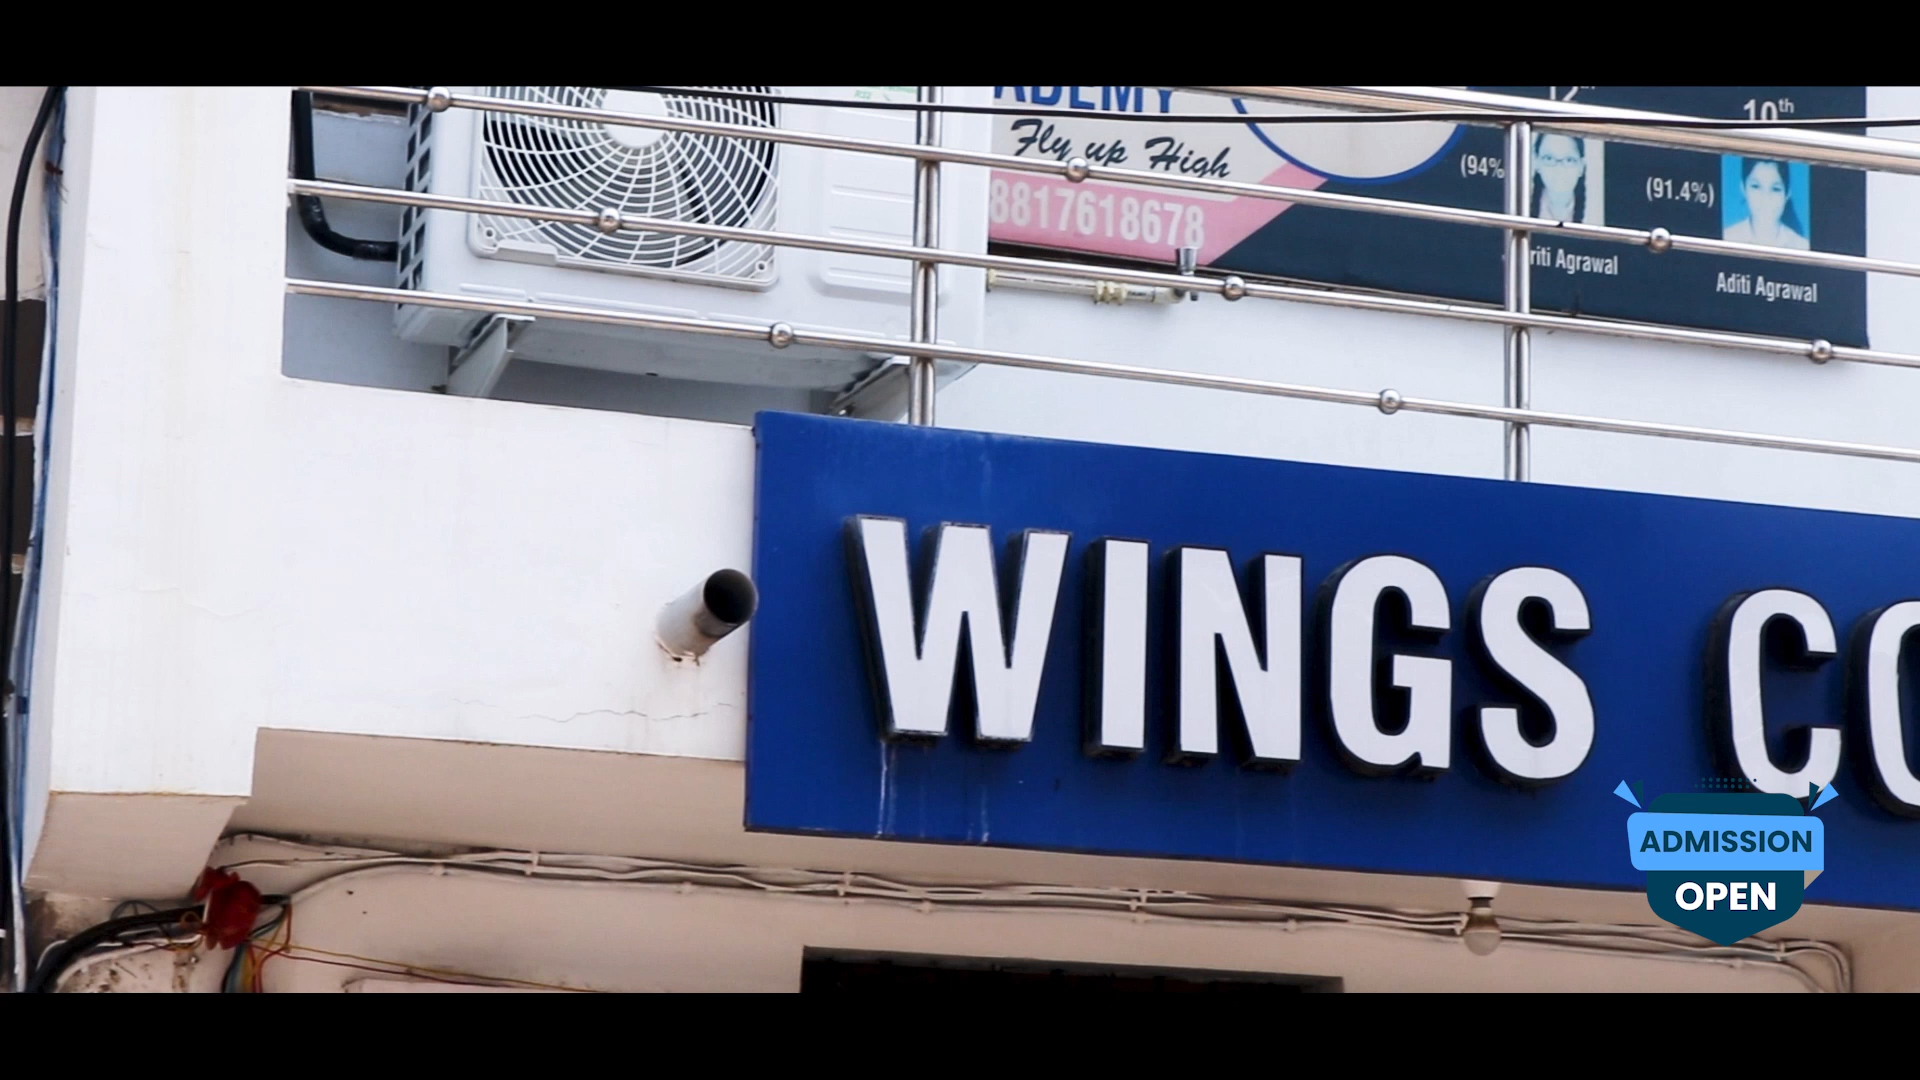 Fly up High
8817618678
10th
(94%
(91.4%)
Aditi Agrawal
Agrawal
WINGS
ADMISSION
OPEN